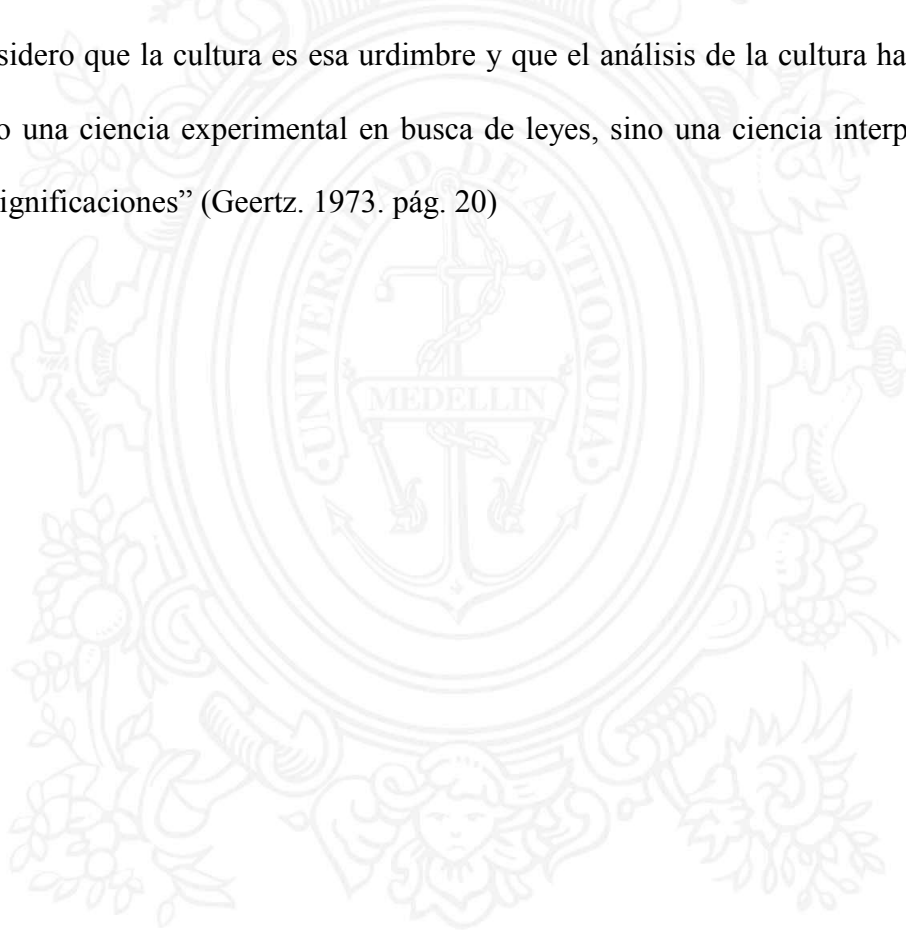 sidero que la cultura es esa urdimbre y que el análisis de la cultura ha
o una ciencia experimental en busca de leyes, sino una ciencia interp
ignificaciones” (Geertz. 1973. pág. 20)
UNIVERSIDAD DE ANTIOQUIA
MEDELLIN